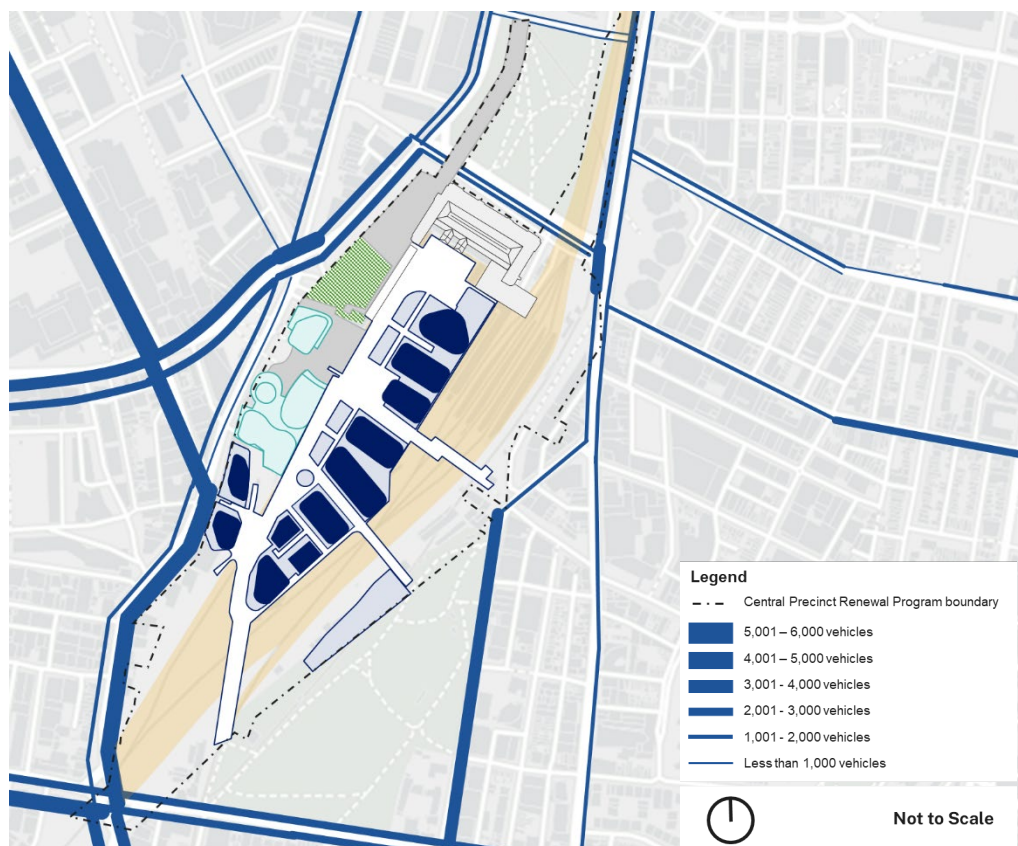 Legend
Central Precinct Renewal Program boundary
5,001 – 6,000 vehicles
4,001 – 5,000 vehicles
3,001 - 4,000 vehicles
2,001 - 3,000 vehicles
1,001 - 2,000 vehicles
Less than 1,000 vehicles
Not to Scale